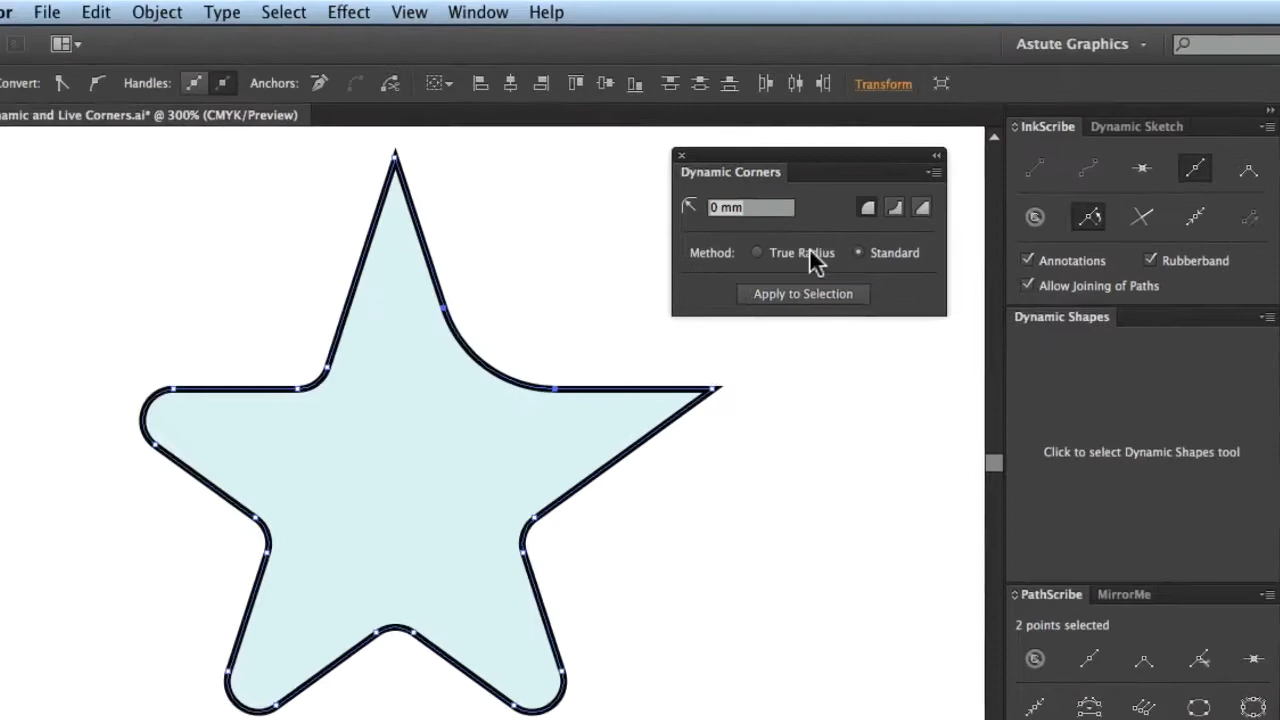 or File Edit Object Type Select Effect View Window Help
Astute Graphics
Convert: Handles: Anchors: Transform
amic and Live Corners.ai* @ 300% (CMYK/Preview)
InkScribe Dynamic Sketch
Dynamic Corners
0 mm
Method: True Radius Standard
Apply to Selection
Annotations Rubberband
Allow Joining of Paths
Dynamic Shapes
Click to select Dynamic Shapes tool
PathScribe MirrorMe
2 points selected